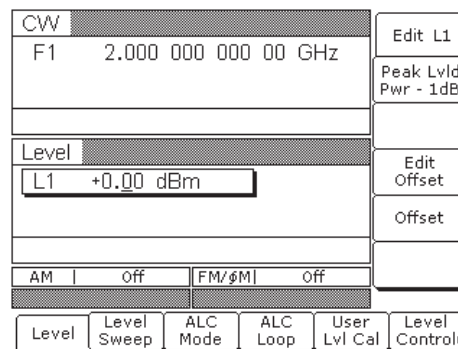 CW
F1 2.000 000 000 00 GHz
Level
L1 +0.00 dBm
AM | Off FM/ϕM| Off
Edit L1
Peak Lvld
Pwr - 1dB
Edit
Offset
Offset
Level
Level
Sweep
ALC
Mode
ALC
Loop
User
Lvl Cal
Level
Control